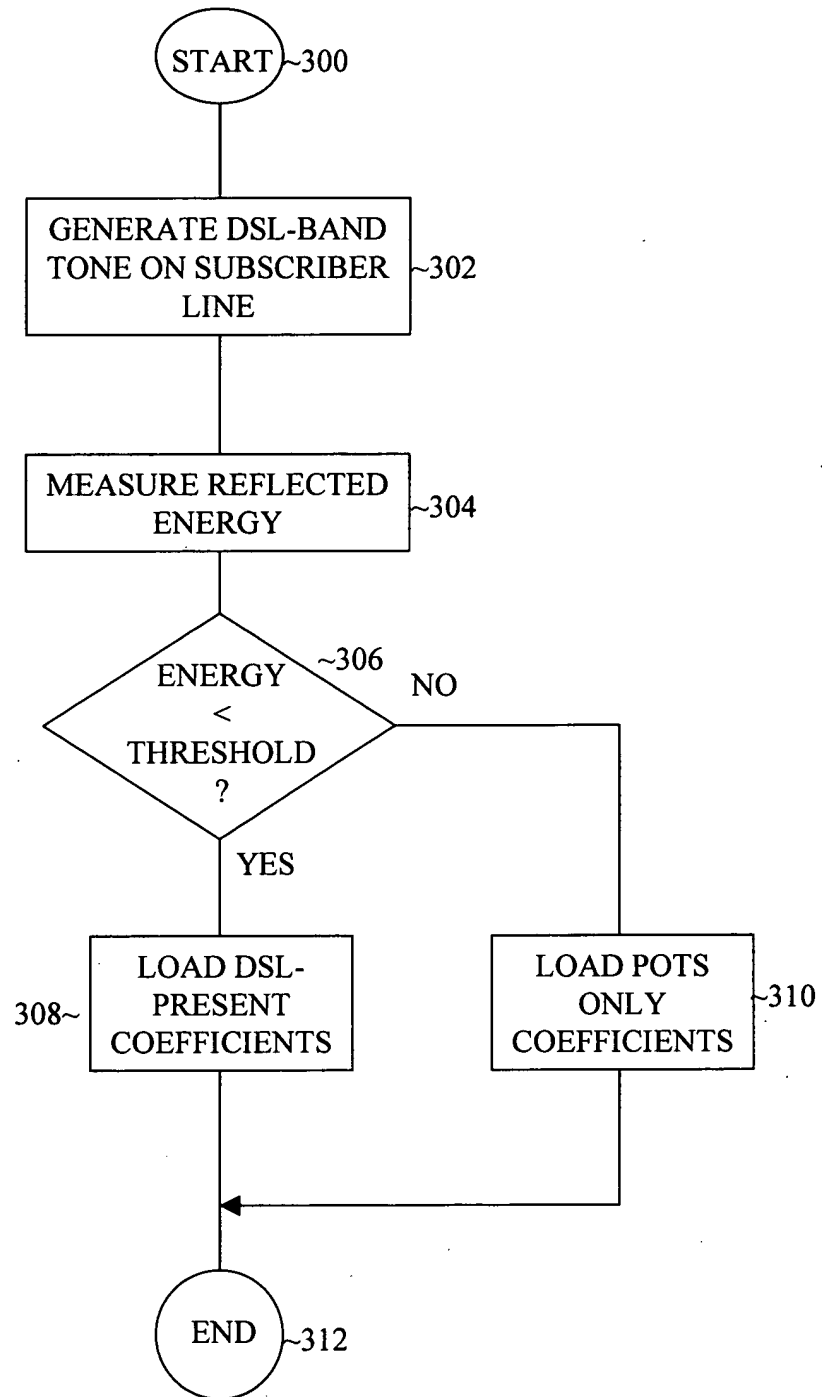 START ~300
GENERATE DSL-BAND
TONE ON SUBSCRIBER
LINE
~302
MEASURE REFLECTED
ENERGY
~304
ENERGY
<
THRESHOLD
?
~306
NO
YES
LOAD DSL-
PRESENT
COEFFICIENTS
308~
LOAD POTS
ONLY
COEFFICIENTS
~310
END ~312